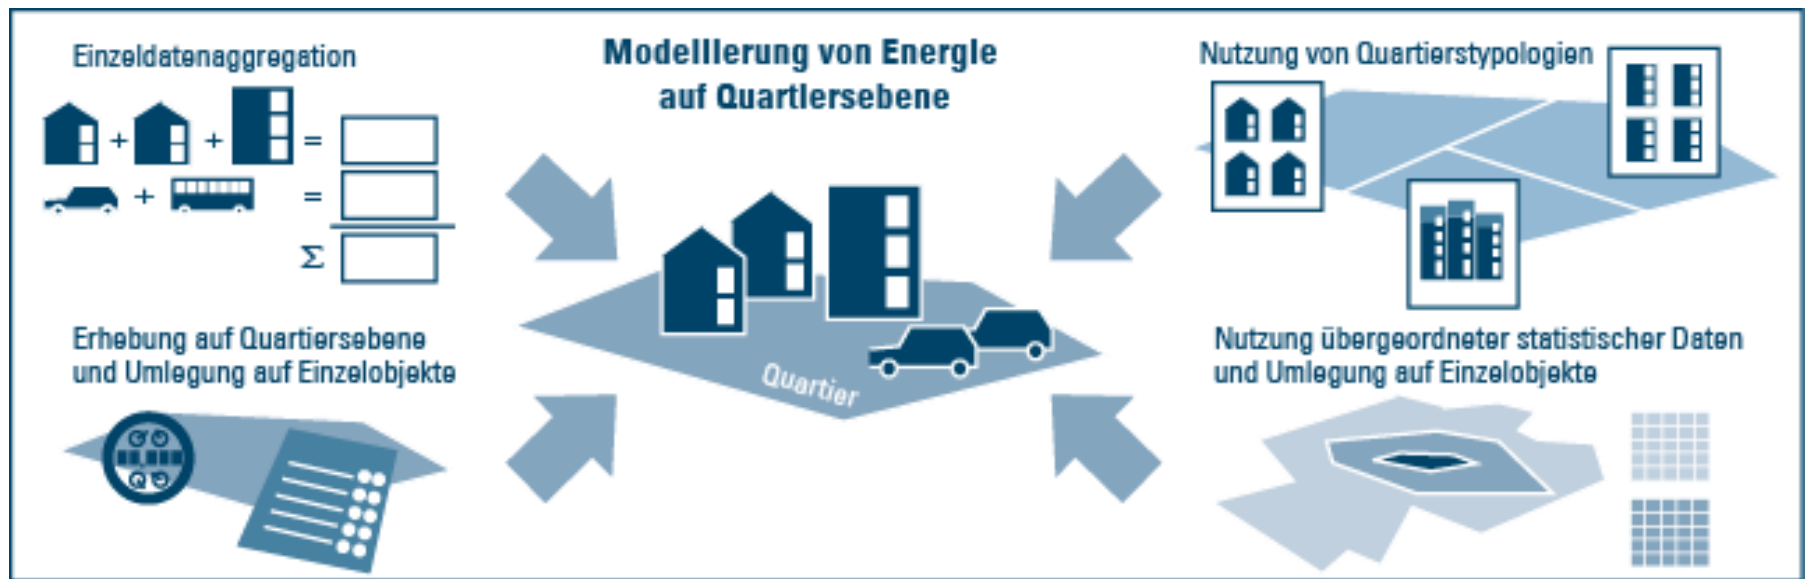 Einzeldatenaggregation
+ + =
+ =
Σ
Modellierung von Energie
auf Quartiersebene
Nutzung von Quartierstypologien
Quartier
Erhebung auf Quartiersebene
und Umlegung auf Einzelobjekte
Nutzung übergeordneter statistischer Daten
und Umlegung auf Einzelobjekte